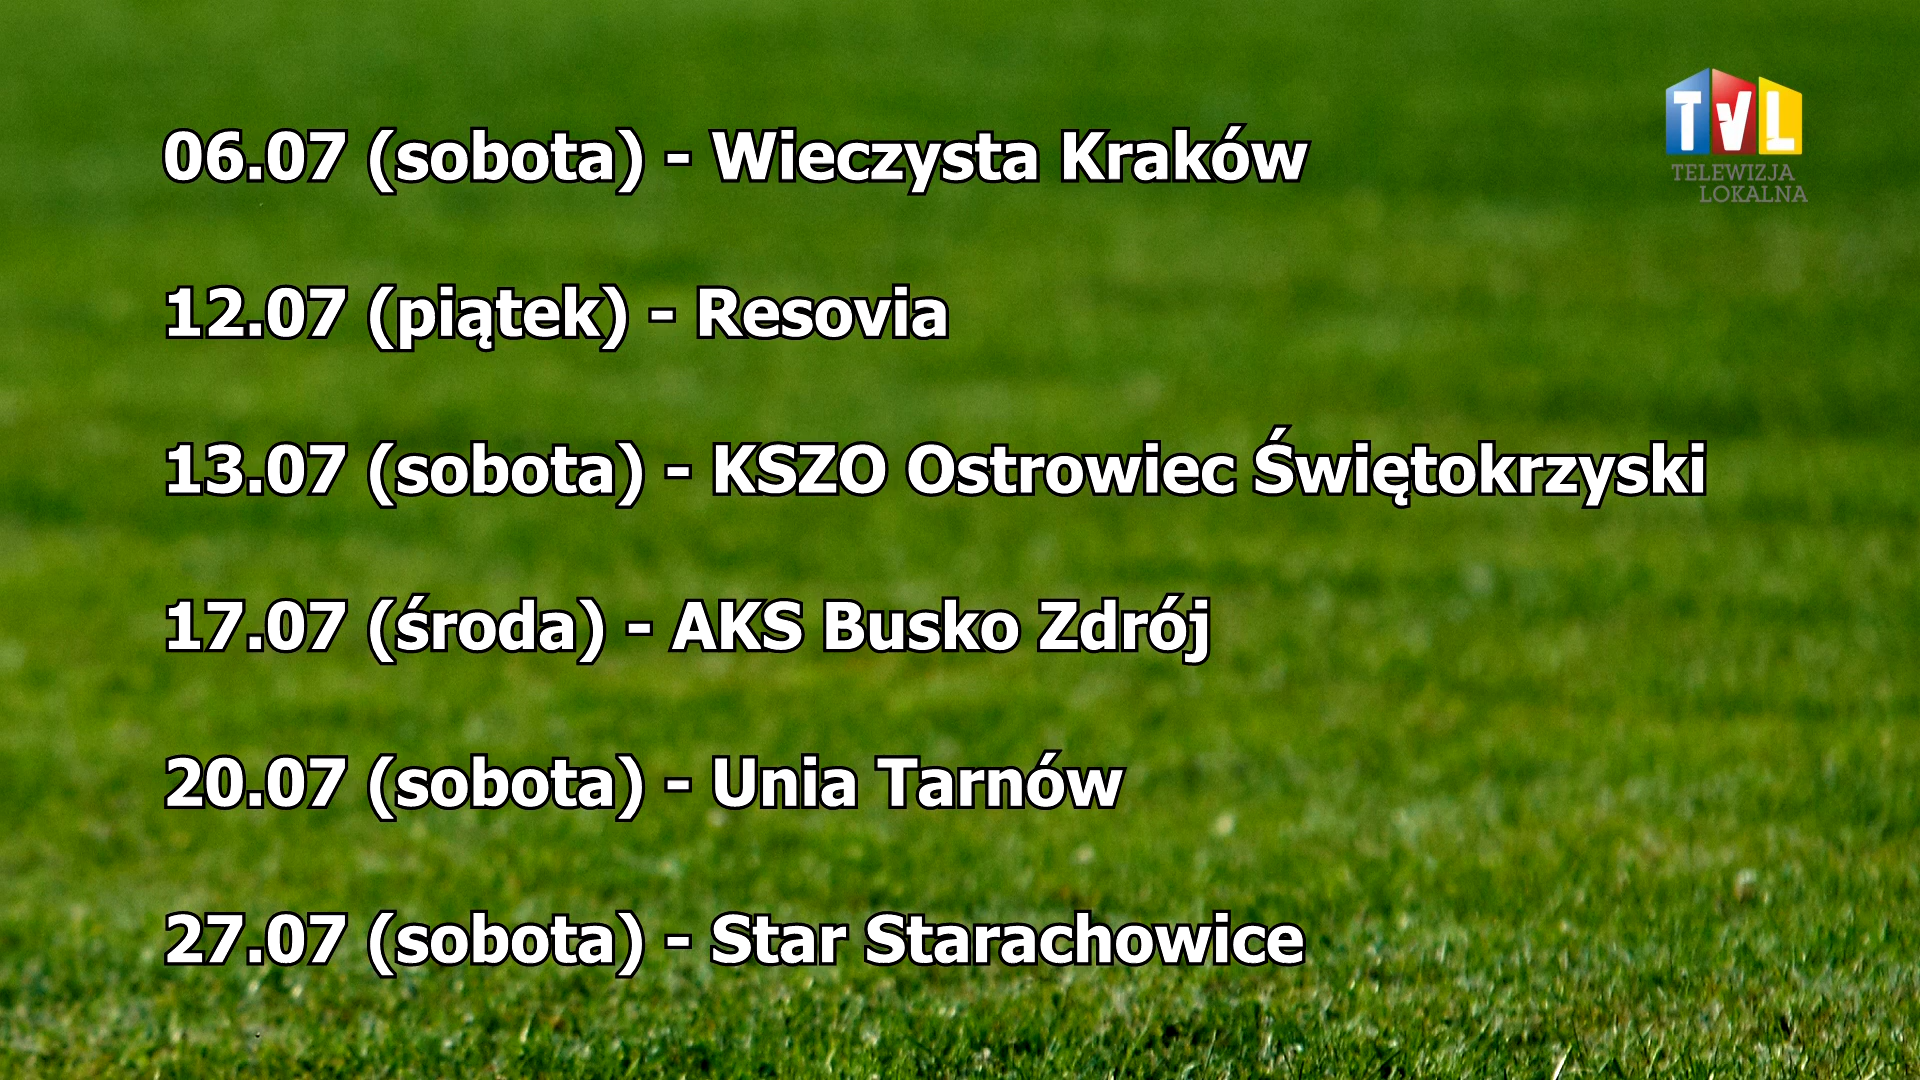 06.07 (sobota) - Wieczysta Kraków
TVL
TELEWIZJA
LOKALNA
12.07 (piątek) - Resovia
13.07 (sobota) - KSZO Ostrowiec Świętokrzyski
17.07 (środa) - AKS Busko Zdrój
20.07 (sobota) - Unia Tarnów
27.07 (sobota) - Star Starachowice